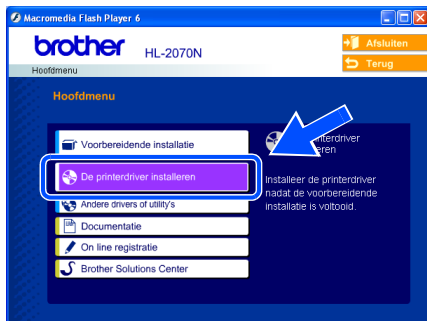 Macromedia Flash Player 6
brother HL-2070N
Afsluiten
Terug
Hoofdmenu
Hoofdmenu
Voorbereidende installatie
De printerdriver installeren
Andere drivers of utility's
Documentatie
On line registratie
Brother Solutions Center
Installeer de printerdriver
nadat de voorbereidende
installatie is voltooid.